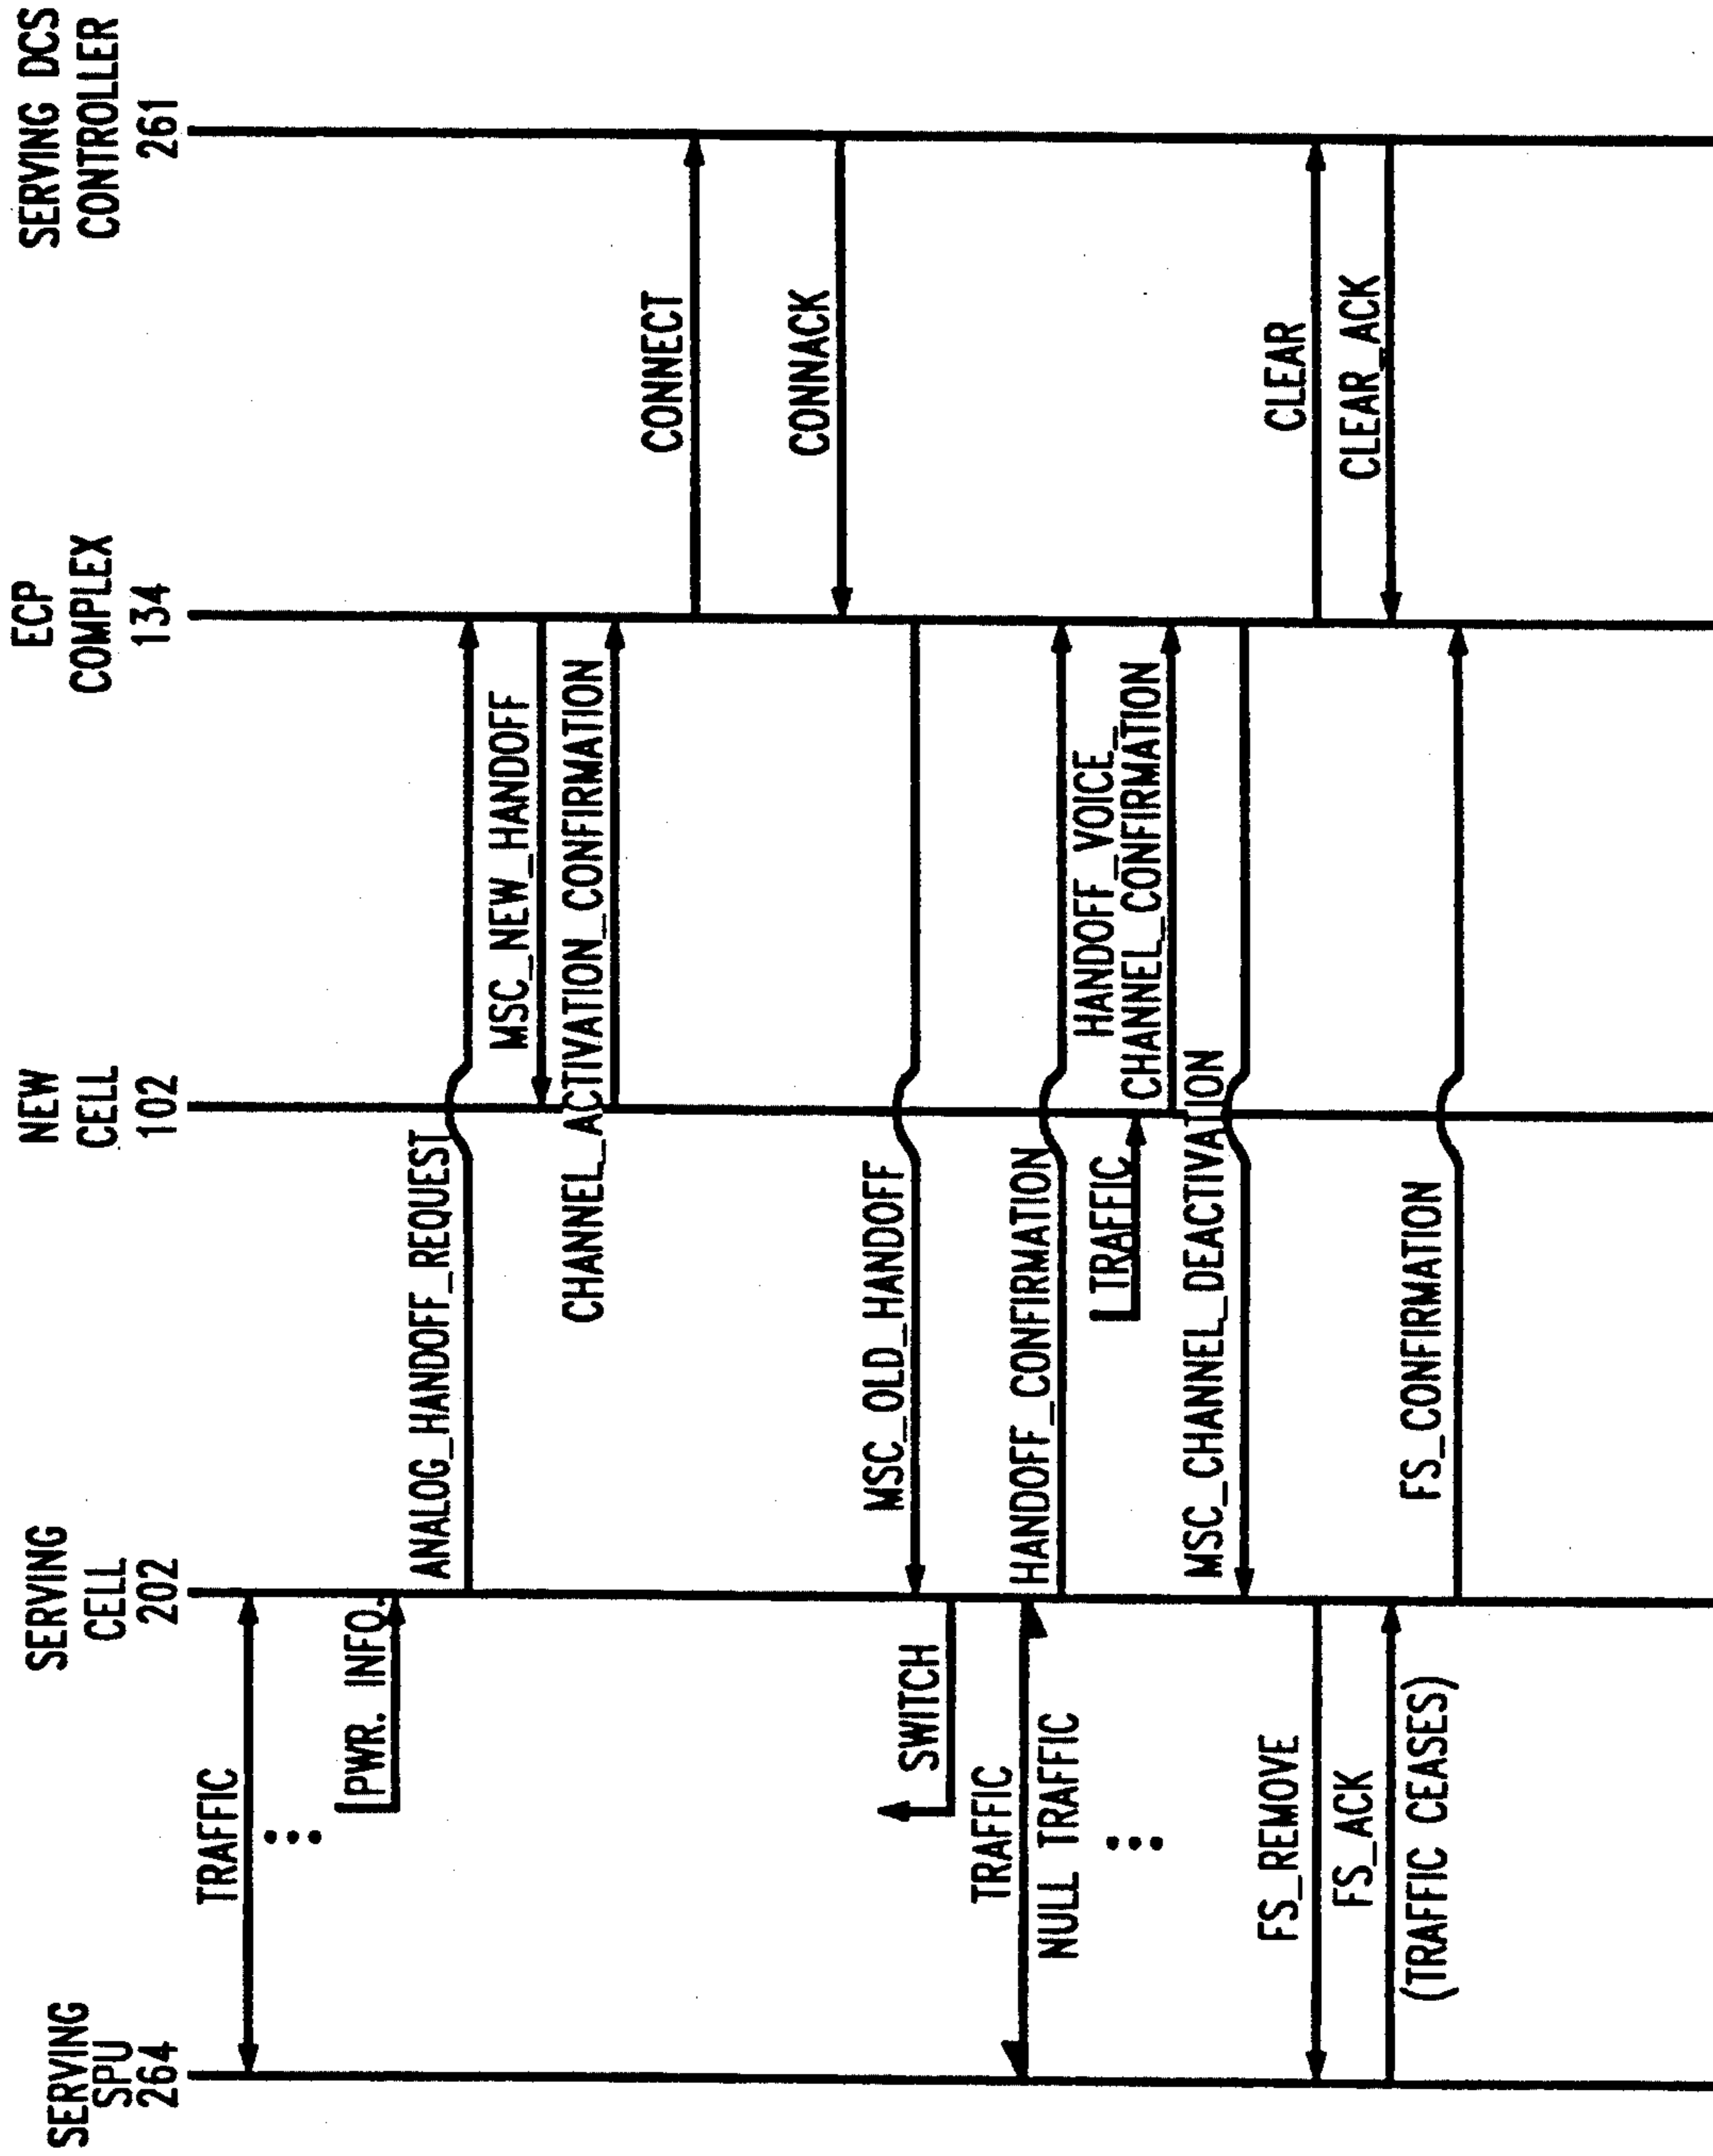 SERVING
SPU
264
SERVING
CELL
202
NEW
CELL
102
ECP
COMPLEX
134
SERVING DCS
CONTROLLER
261
TRAFFIC
PWR. INFO.
ANALOG_HANDOFF_REQUEST
MSC_NEW_HANDOFF
CHANNEL_ACTIVATION_CONFIRMATION
CONNECT
CONNACK
MSC_OLD_HANDOFF
SWITCH
TRAFFIC
NULL TRAFFIC
HANDOFF_CONFIRMATION
TRAFFIC
HANDOFF_VOICE_
CHANNEL_CONFIRMATION
MSC_CHANNEL_DEACTIVATION
FS_REMOVE
CLEAR
FS_ACK
CLEAR_ACK
(TRAFFIC CEASES)
FS_CONFIRMATION